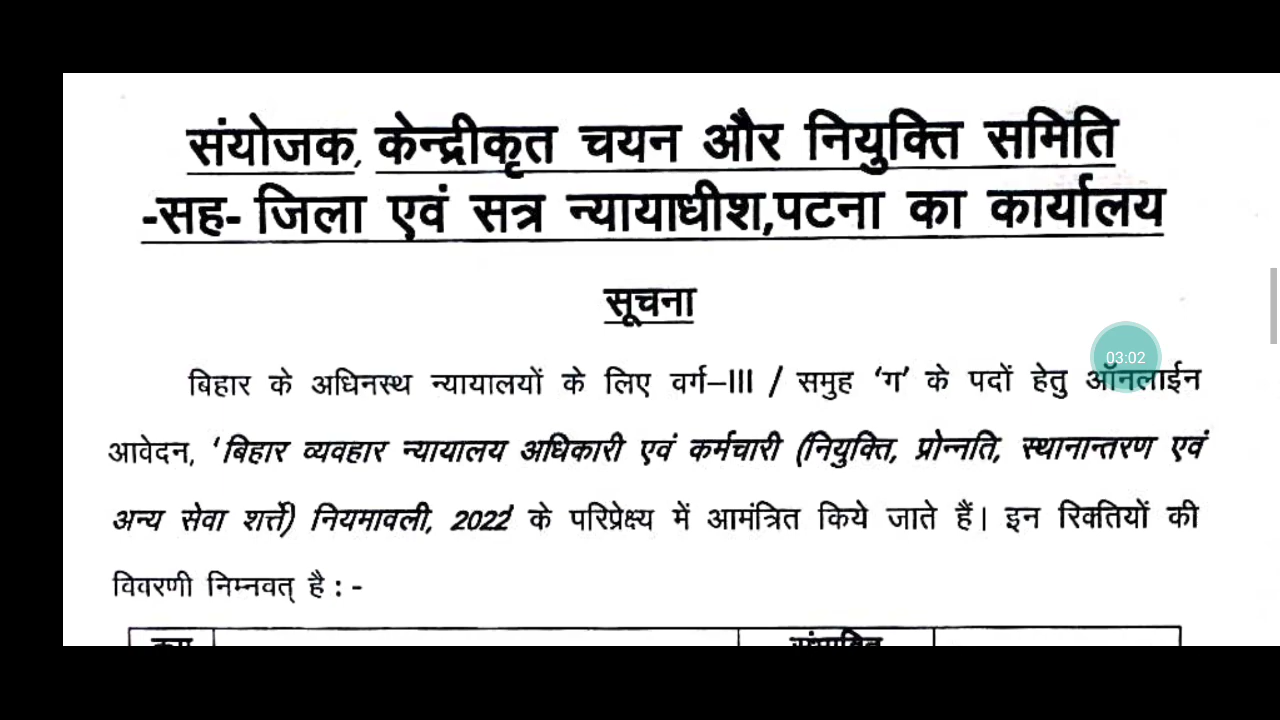 संयोजक, केन्द्रीकृत चयन और नियुक्ति समिति
-सह- जिला एवं सत्र न्यायाधीश,पटना का कार्यालय
सूचना
03:02
बिहार के अधिनस्थ न्यायालयों के लिए वर्ग–III / समुह ‘ग’ के पदों हेतु ऑनलाईन
आवेदन, ‘बिहार व्यवहार न्यायालय अधिकारी एवं कर्मचारी (नियुक्ति, प्रोन्नति, स्थानान्तरण एवं
अन्य सेवा शर्त्ते) नियमावली, 2022’ के परिप्रेक्ष्य में आमंत्रित किये जाते हैं। इन रिक्तियों की
विवरणी निम्नवत् है : -